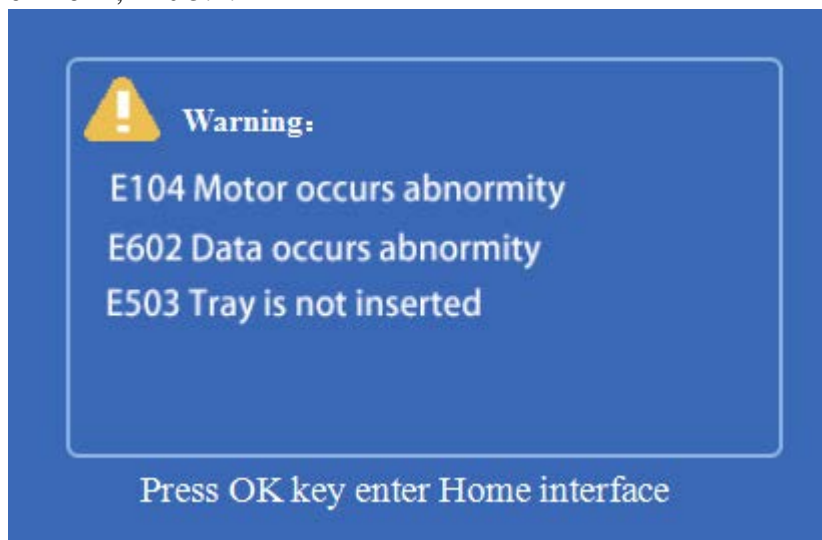 Warning:
E104 Motor occurs abnormity
E602 Data occurs abnormity
E503 Tray is not inserted
Press OK key enter Home interface